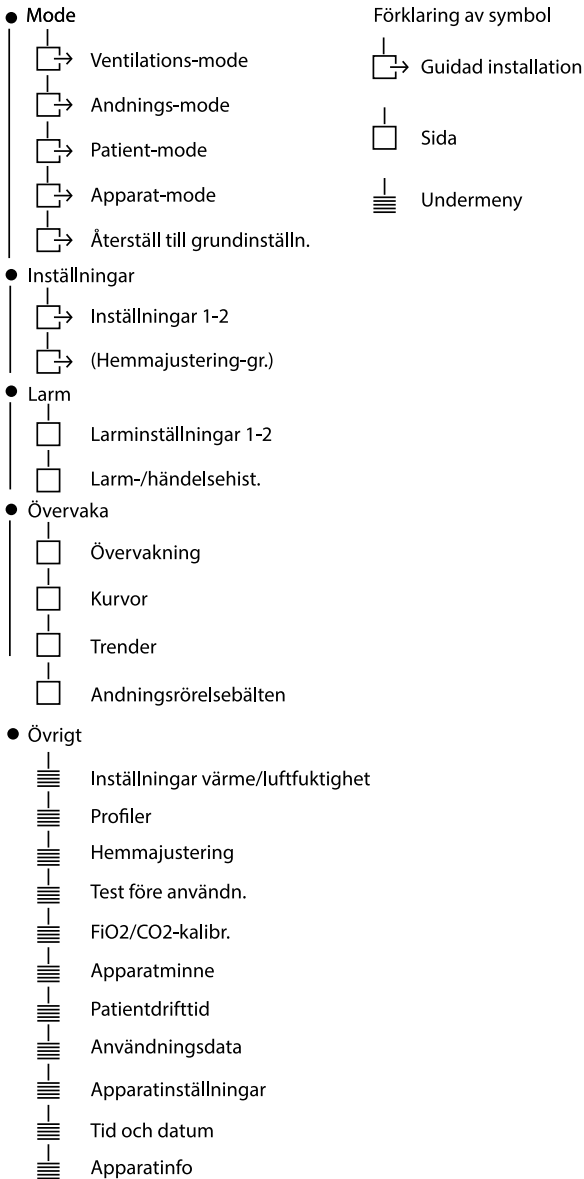 Mode
Ventilations-mode
Andnings-mode
Patient-mode
Apparat-mode
Återställ till grundinställn.
Inställningar
Inställningar 1-2
(Hemmajustering-gr.)
Larm
Larminställningar 1-2
Larm-/händelsehist.
Övervaka
Övervakning
Kurvor
Trender
Andningsrörelsebälten
Övrigt
Inställningar värme/luftfuktighet
Profiler
Hemmajustering
Test före användn.
FiO2/CO2-kalibr.
Apparatminne
Patientdrifttid
Användningsdata
Apparatinställningar
Tid och datum
Apparatinfo
Förklaring av symbol
Guidad installation
Sida
Undermeny